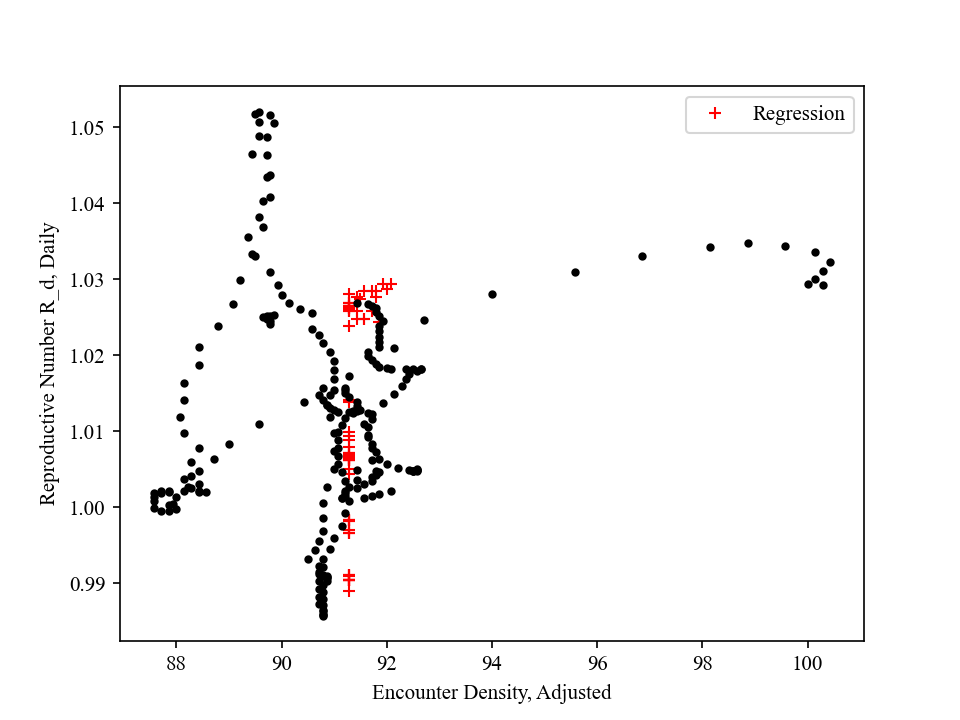 Regression
1.05
1.04
1.03
1.02
1.01
1.00
0.99
Reproductive Number R_d, Daily
88 90 92 94 96 98 100
Encounter Density, Adjusted